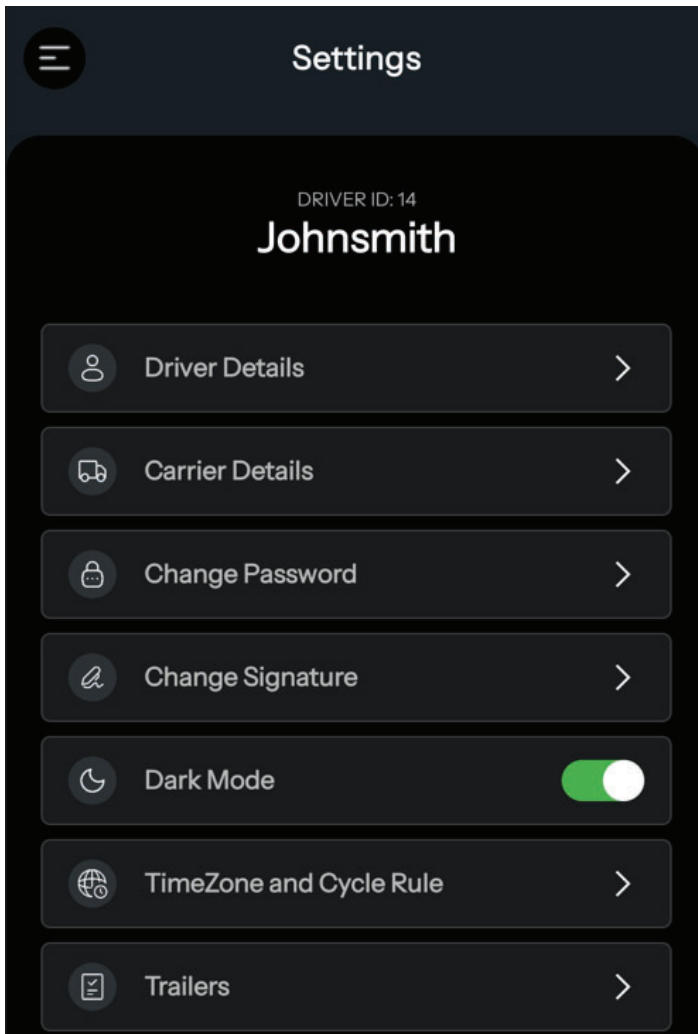 Settings
DRIVER ID: 14
Johnsmith
Driver Details
Carrier Details
Change Password
Change Signature
Dark Mode
TimeZone and Cycle Rule
Trailers